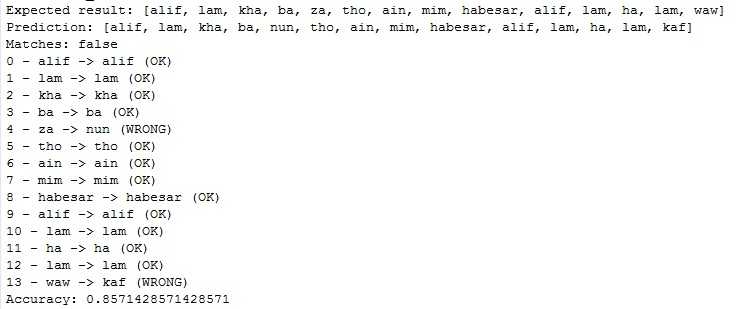 Expected result: [alif, lam, kha, ba, za, tho, ain, mim, habesar, alif, lam, ha, lam, waw]
Prediction: [alif, lam, kha, ba, nun, tho, ain, mim, habesar, alif, lam, ha, lam, kaf]
Matches: false
0 - alif -> alif (OK)
1 - lam -> lam (OK)
2 - kha -> kha (OK)
3 - ba -> ba (OK)
4 - za -> nun (WRONG)
5 - tho -> tho (OK)
6 - ain -> ain (OK)
7 - mim -> mim (OK)
8 - habesar -> habesar (OK)
9 - alif -> alif (OK)
10 - lam -> lam (OK)
11 - ha -> ha (OK)
12 - lam -> lam (OK)
13 - waw -> kaf (WRONG)
Accuracy: 0.8571428571428571